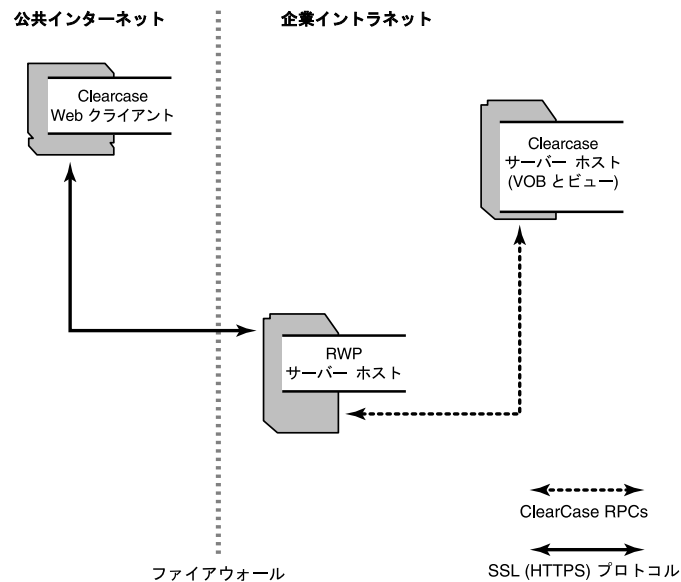 公共インターネット
企業イントラネット
Clearcase
Web クライアント
Clearcase
サーバー ホスト
(VOB とビュー)
RWP
サーバー ホスト
ClearCase RPCs
ファイアウォール
SSL (HTTPS) プロトコル